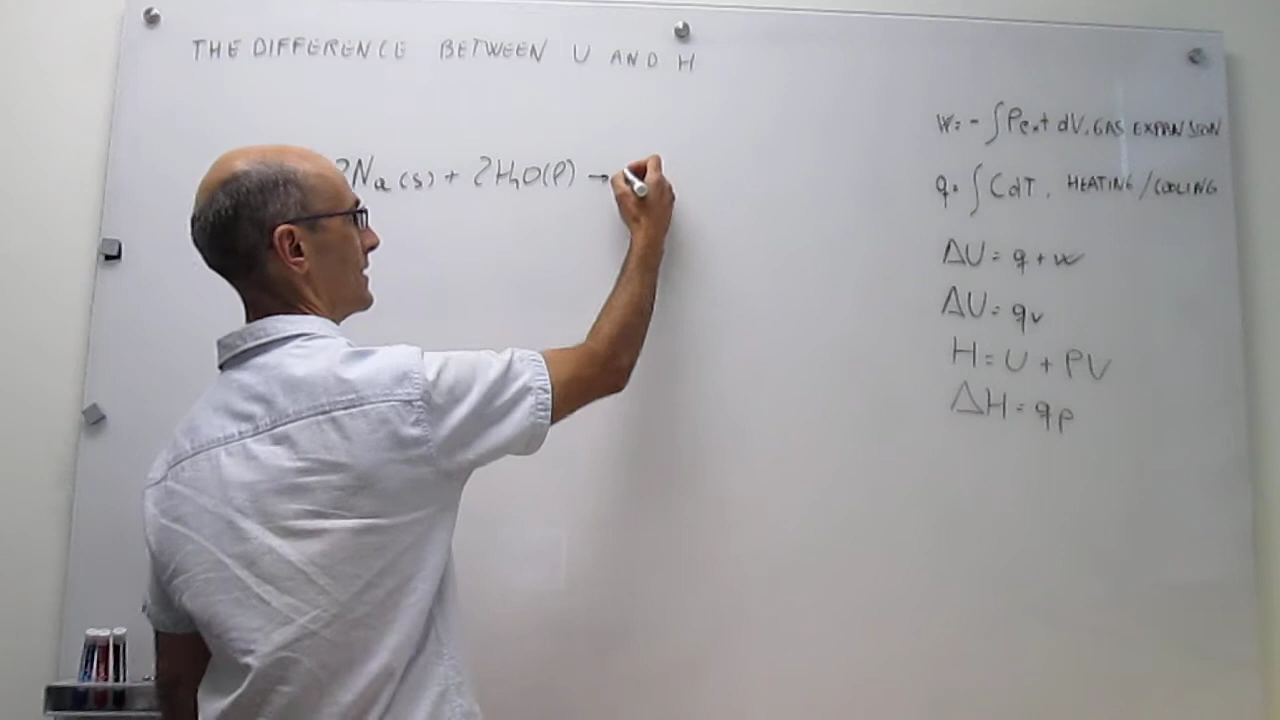 THE DIFFERENCE BETWEEN U AND H
2Na(s) + 2H₂O(l) →
w = - ∫Pext dV, GAS EXPANSION
q = ∫CdT, HEATING/COOLING
ΔU = q + w
ΔU = qv
H = U + PV
ΔH = qp